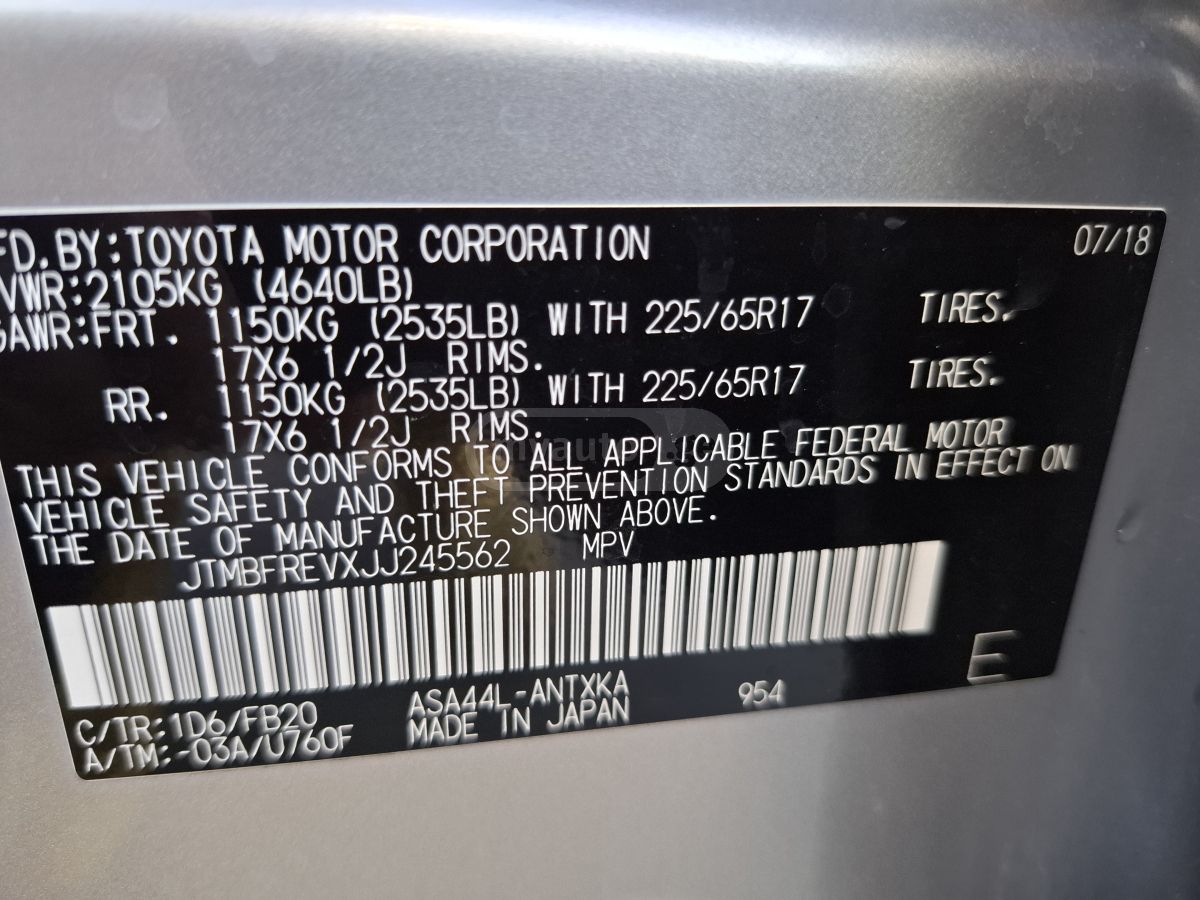 FD. BY: TOYOTA MOTOR CORPORATION 07/18
VWR: 2105KG (4640LB)
GAWR: FRT. 1150KG (2535LB) WITH 225/65R17 TIRES.
17X6 1/2J RIMS.
RR. 1150KG (2535LB) WITH 225/65R17 TIRES.
17X6 1/2J RIMS.
THIS VEHICLE CONFORMS TO ALL APPLICABLE FEDERAL MOTOR
VEHICLE SAFETY AND THEFT PREVENTION STANDARDS IN EFFECT ON
THE DATE OF MANUFACTURE SHOWN ABOVE.
JTMBFREVXJJ245562 MPV
E
C/TR: 1D6/FB20 ASA44L-ANTXKA 954
A/TM: -03A/U760F MADE IN JAPAN